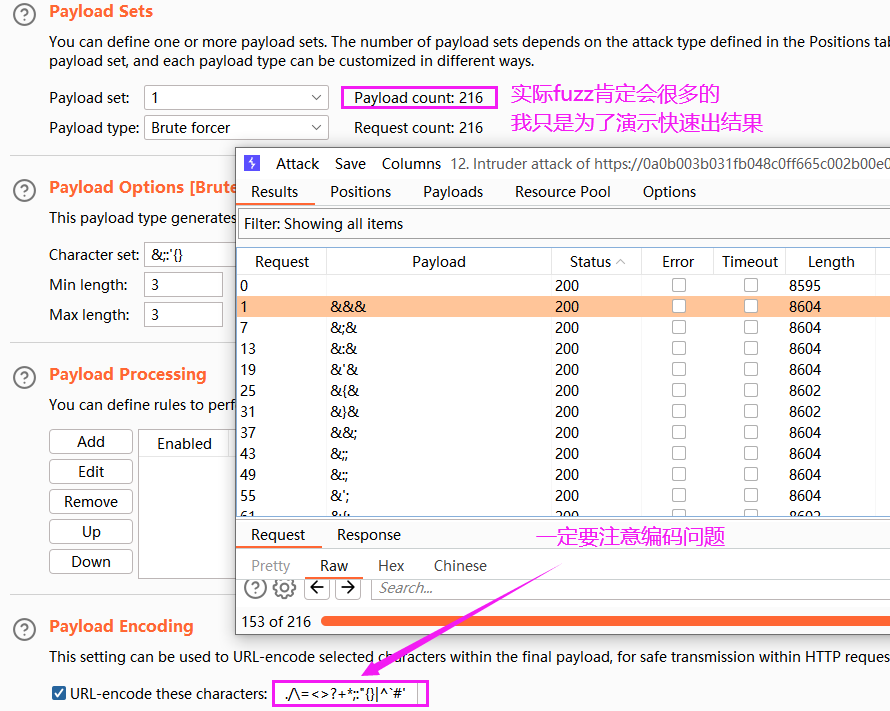 Payload Sets
You can define one or more payload sets. The number of payload sets depends on the attack type defined in the Positions tab
payload set, and each payload type can be customized in different ways.
Payload set: 1 Payload count: 216 实际fuzz肯定会很多的
Payload type: Brute forcer Request count: 216 我只是为了演示快速出结果
Attack Save Columns 12. Intruder attack of https://0a0b003b031fb048c0ff665c002b00e0
Payload Options [Brute
Results Positions Payloads Resource Pool Options
This payload type generates
Filter: Showing all items
Character set: &;:'{}
Request Payload Status Error Timeout Length
Min length: 3
0 200 8595
Max length: 3
1 &&& 200 8604
7 &;& 200 8604
13 &:& 200 8604
19 &'& 200 8604
Payload Processing
25 &{& 200 8602
You can define rules to perf
31 &}& 200 8602
37 &&; 200 8604
Add Enabled
43 &;; 200 8604
Edit
49 &:; 200 8604
Remove
55 &'; 200 8604
61 &{; 200 8602
Up
Request Response 一定要注意编码问题
Down
Pretty Raw Hex Chinese
Search...
153 of 216
Payload Encoding
This setting can be used to URL-encode selected characters within the final payload, for safe transmission within HTTP reques
URL-encode these characters: ./\=<>?+*;:"{}|^`#'